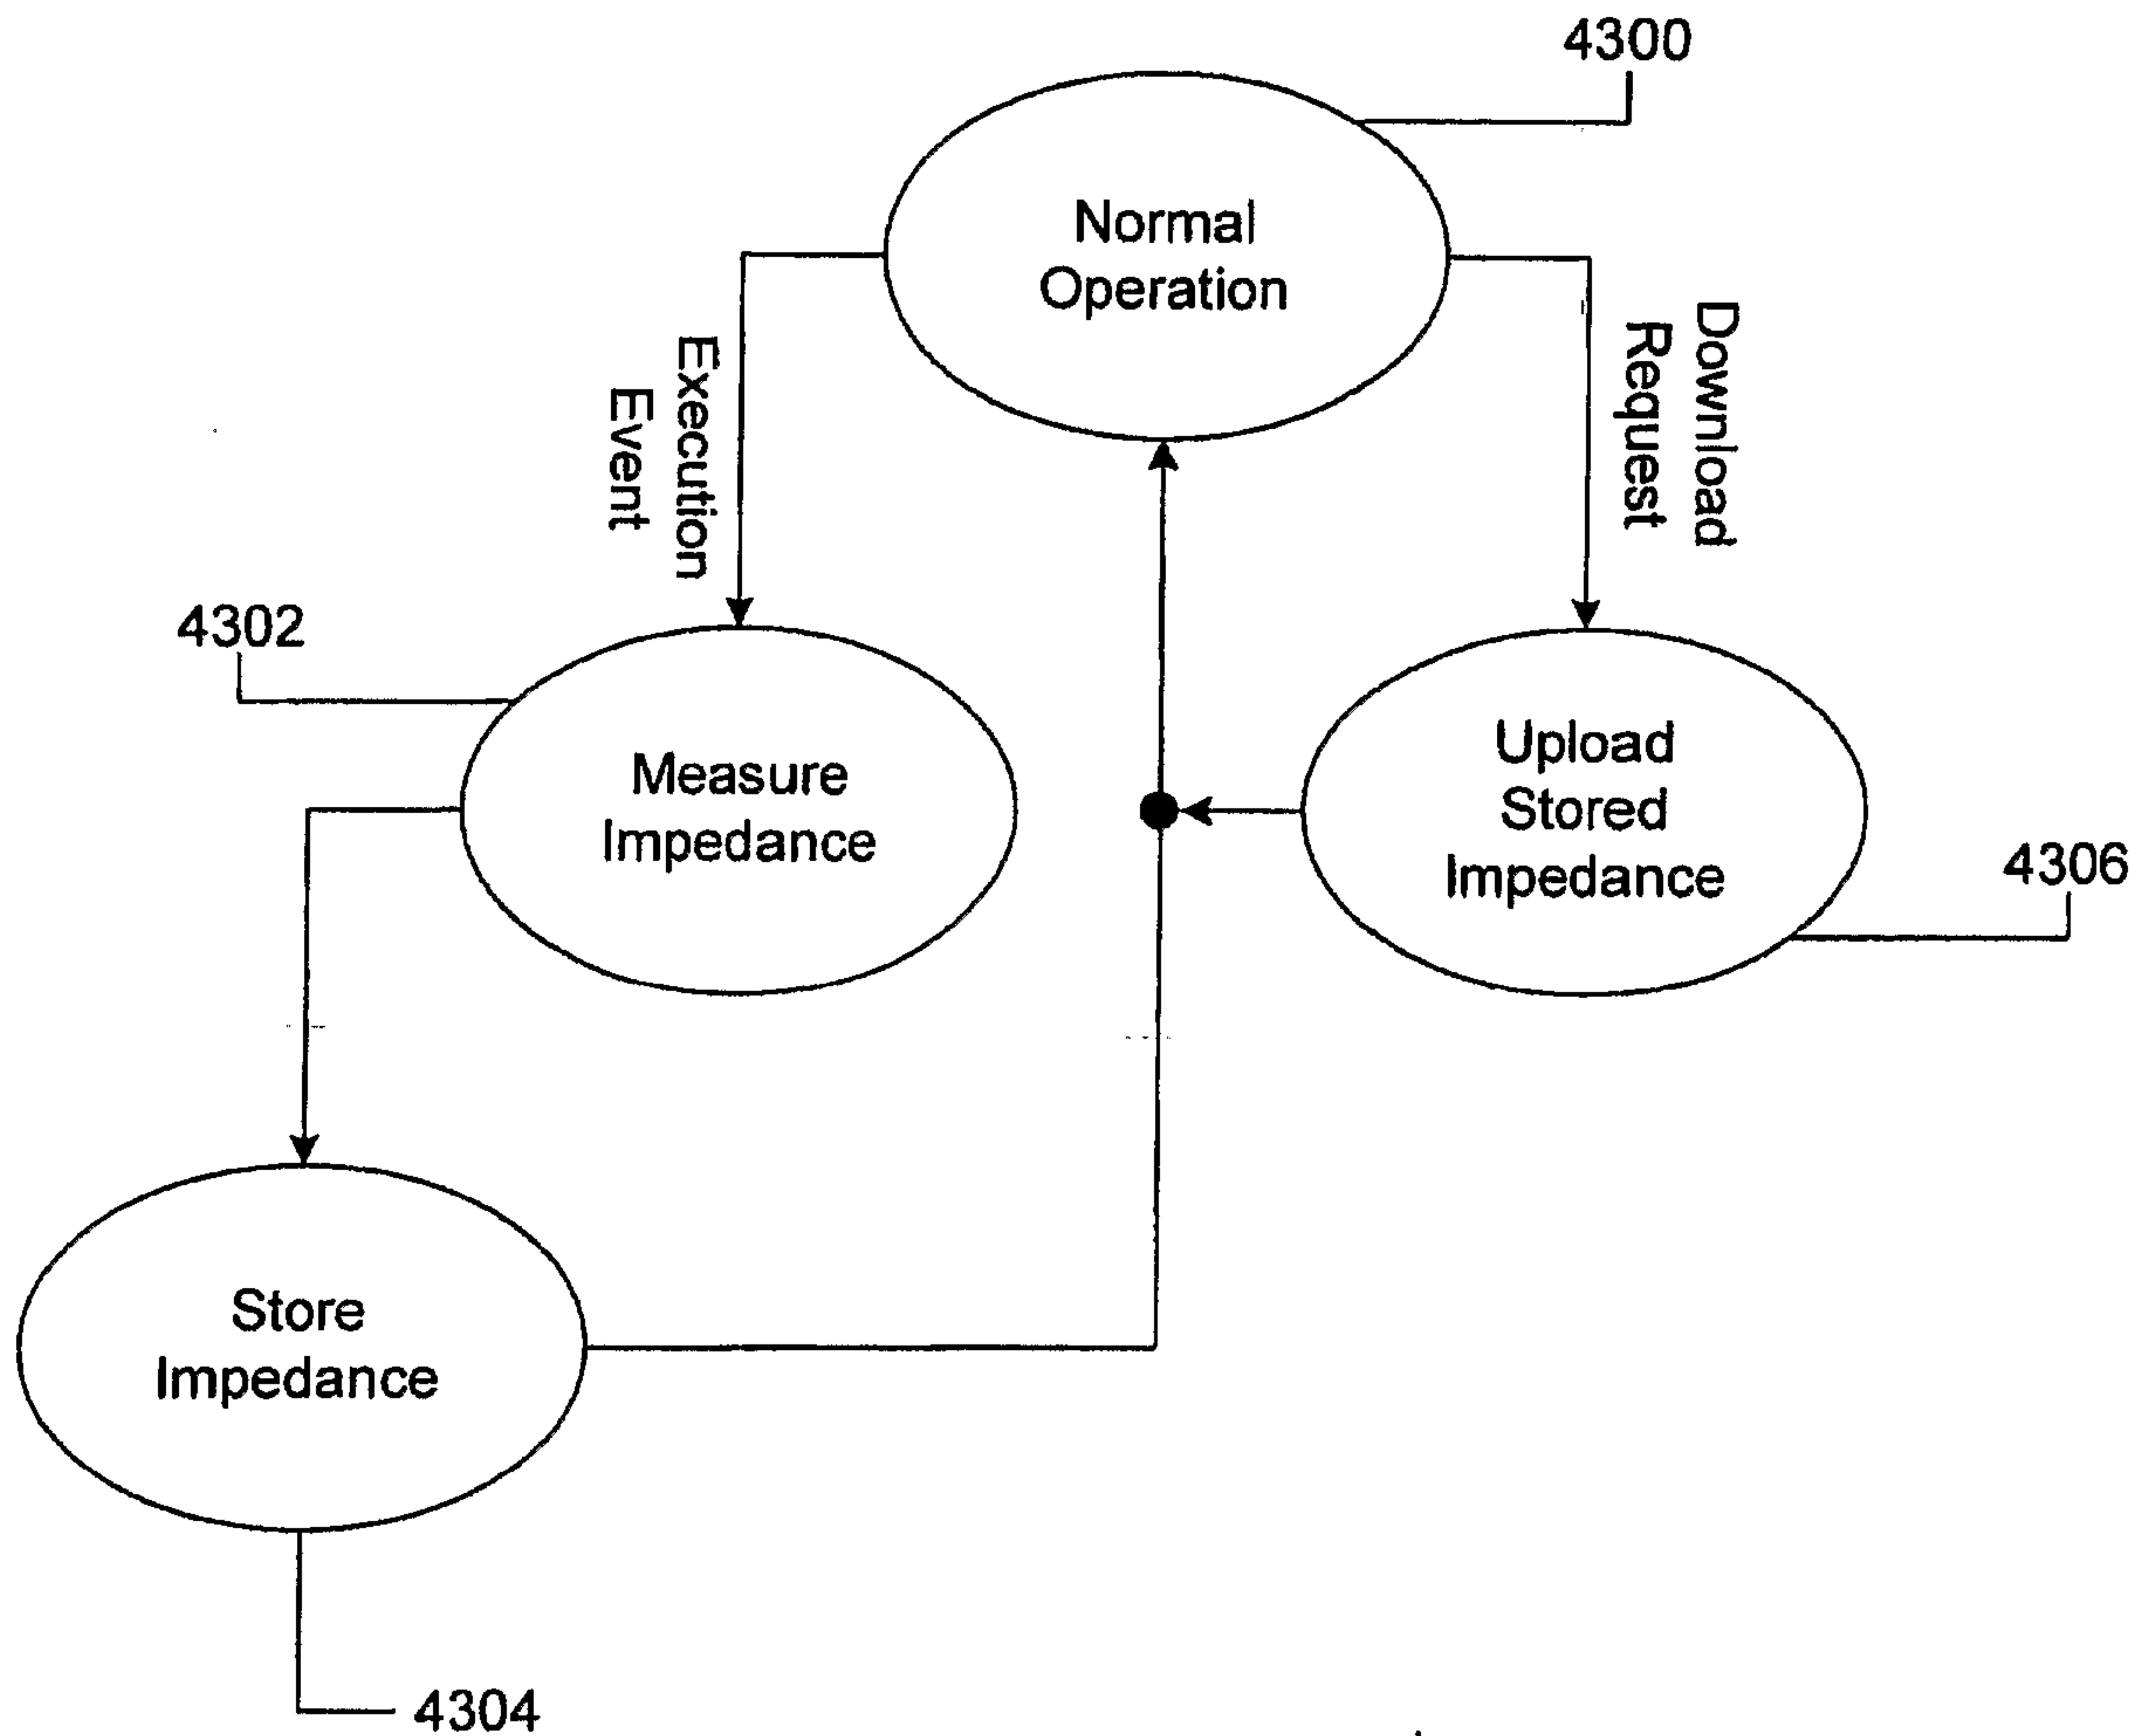 4300
Normal
Operation
Download
Request
Execution
Event
4302
Measure
Impedance
Upload
Stored
Impedance
4306
Store
Impedance
4304